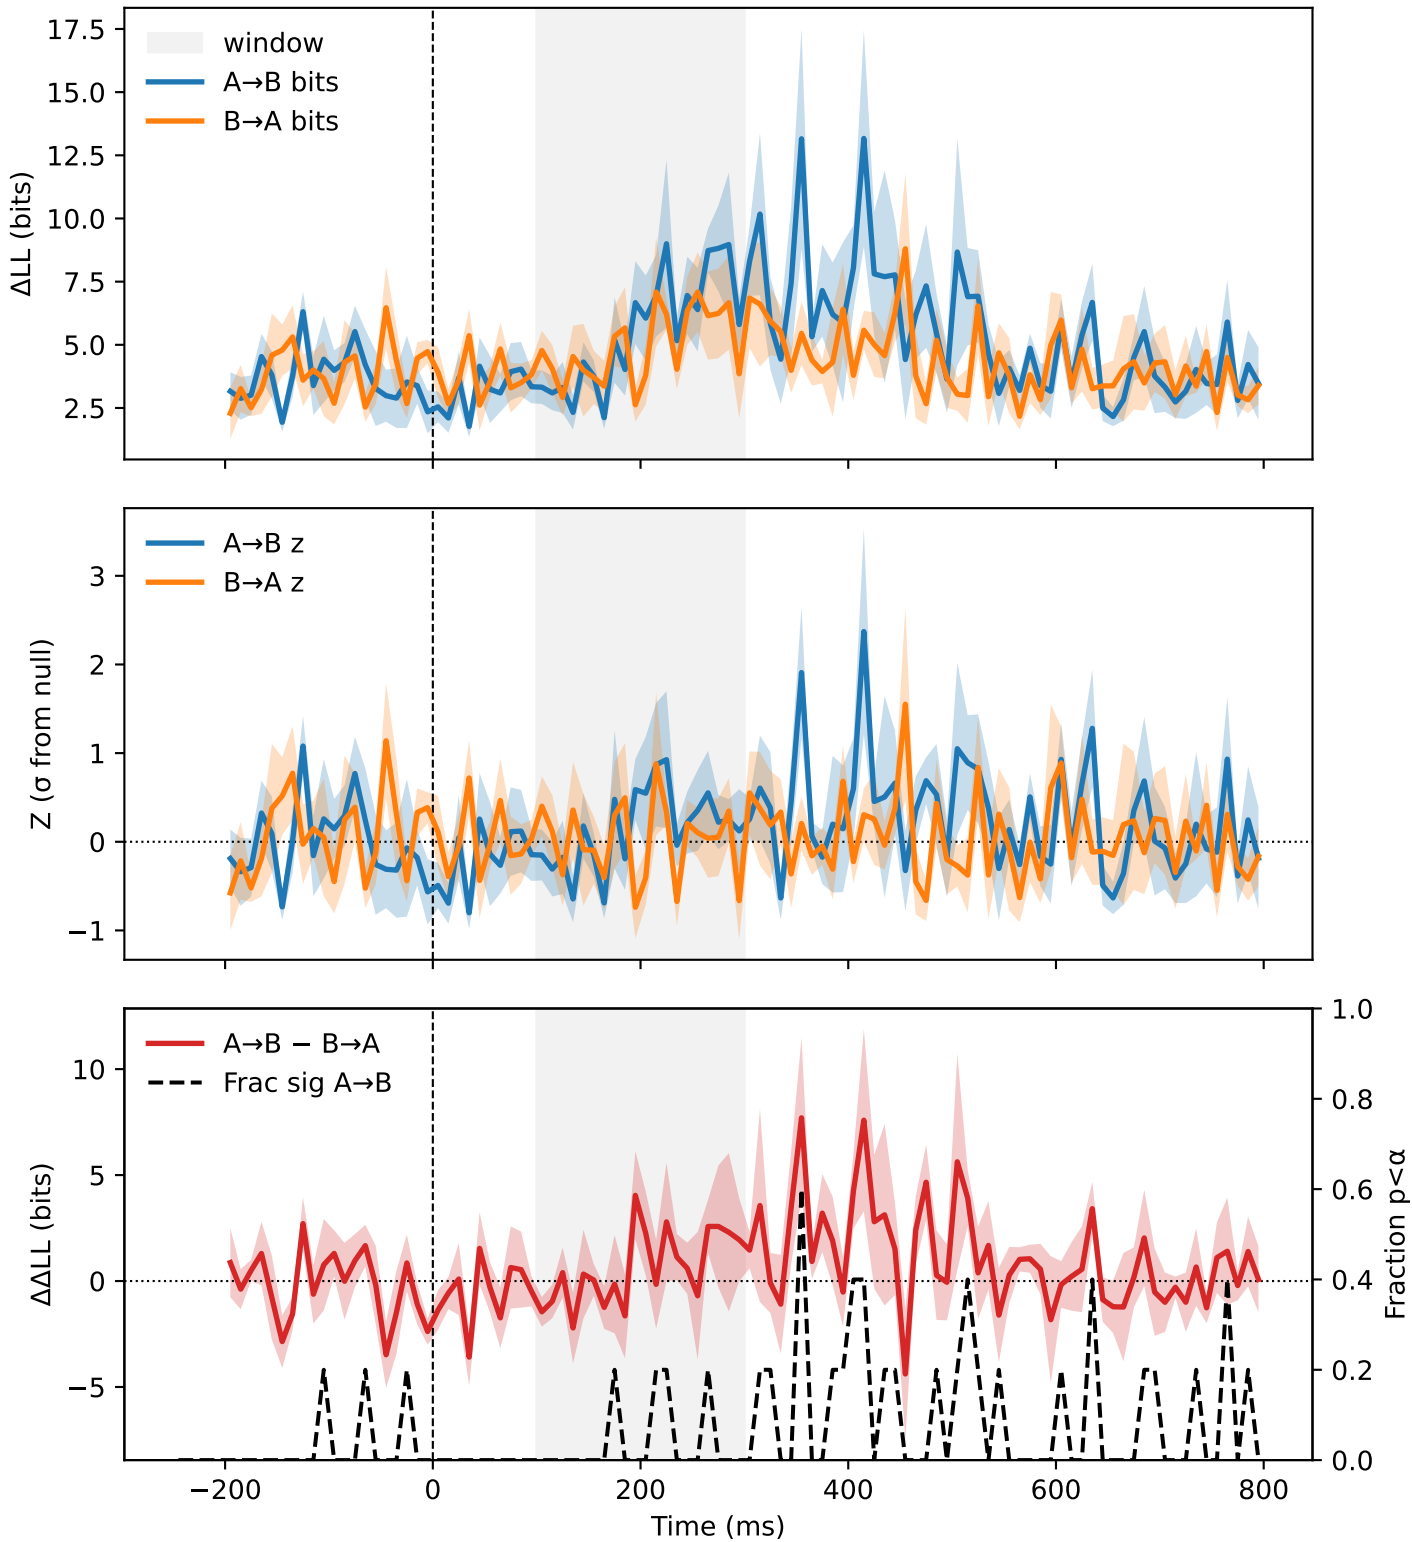 17.5
15.0
12.5
10.0
7.5
5.0
2.5
ΔLL (bits)
window
A→B bits
B→A bits
3
2
1
0
−1
Z (σ from null)
A→B z
B→A z
10
5
0
−5
ΔΔLL (bits)
A→B − B→A
Frac sig A→B
1.0
0.8
0.6
0.4
0.2
0.0
Fraction p<α
−200
0
200
400
600
800
Time (ms)